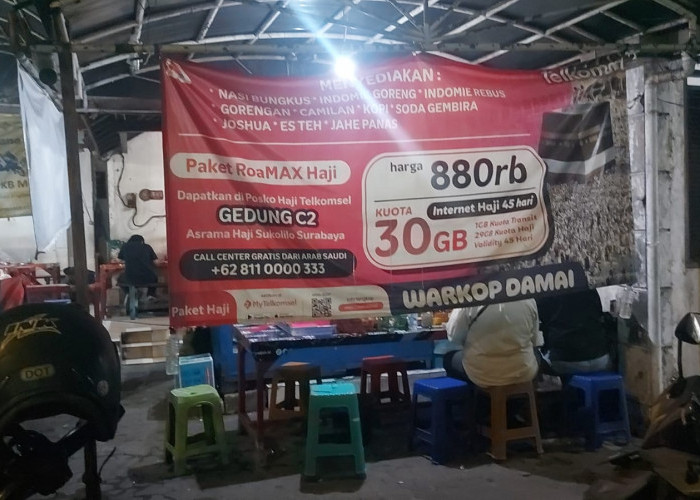 MENYEDIAKAN :
* NASI BUNGKUS * INDOMIE GORENG * INDOMIE REBUS
GORENGAN * CAMILAN * KOPI * SODA GEMBIRA
* JOSHUA * ES TEH * JAHE PANAS
Telkomsel
Paket RoaMAX Haji
Dapatkan di Posko Haji Telkomsel
GEDUNG C2
Asrama Haji Sukolilo Surabaya
CALL CENTER GRATIS DARI ARAB SAUDI
+62 811 0000 333
harga 880rb
KUOTA
30GB
Internet Haji 45 hari
1GB Kuota Transit
29GB Kuota Haji
Validity 45 Hari
Paket Haji
MyTelkomsel
WARKOP DAMAI
DOT